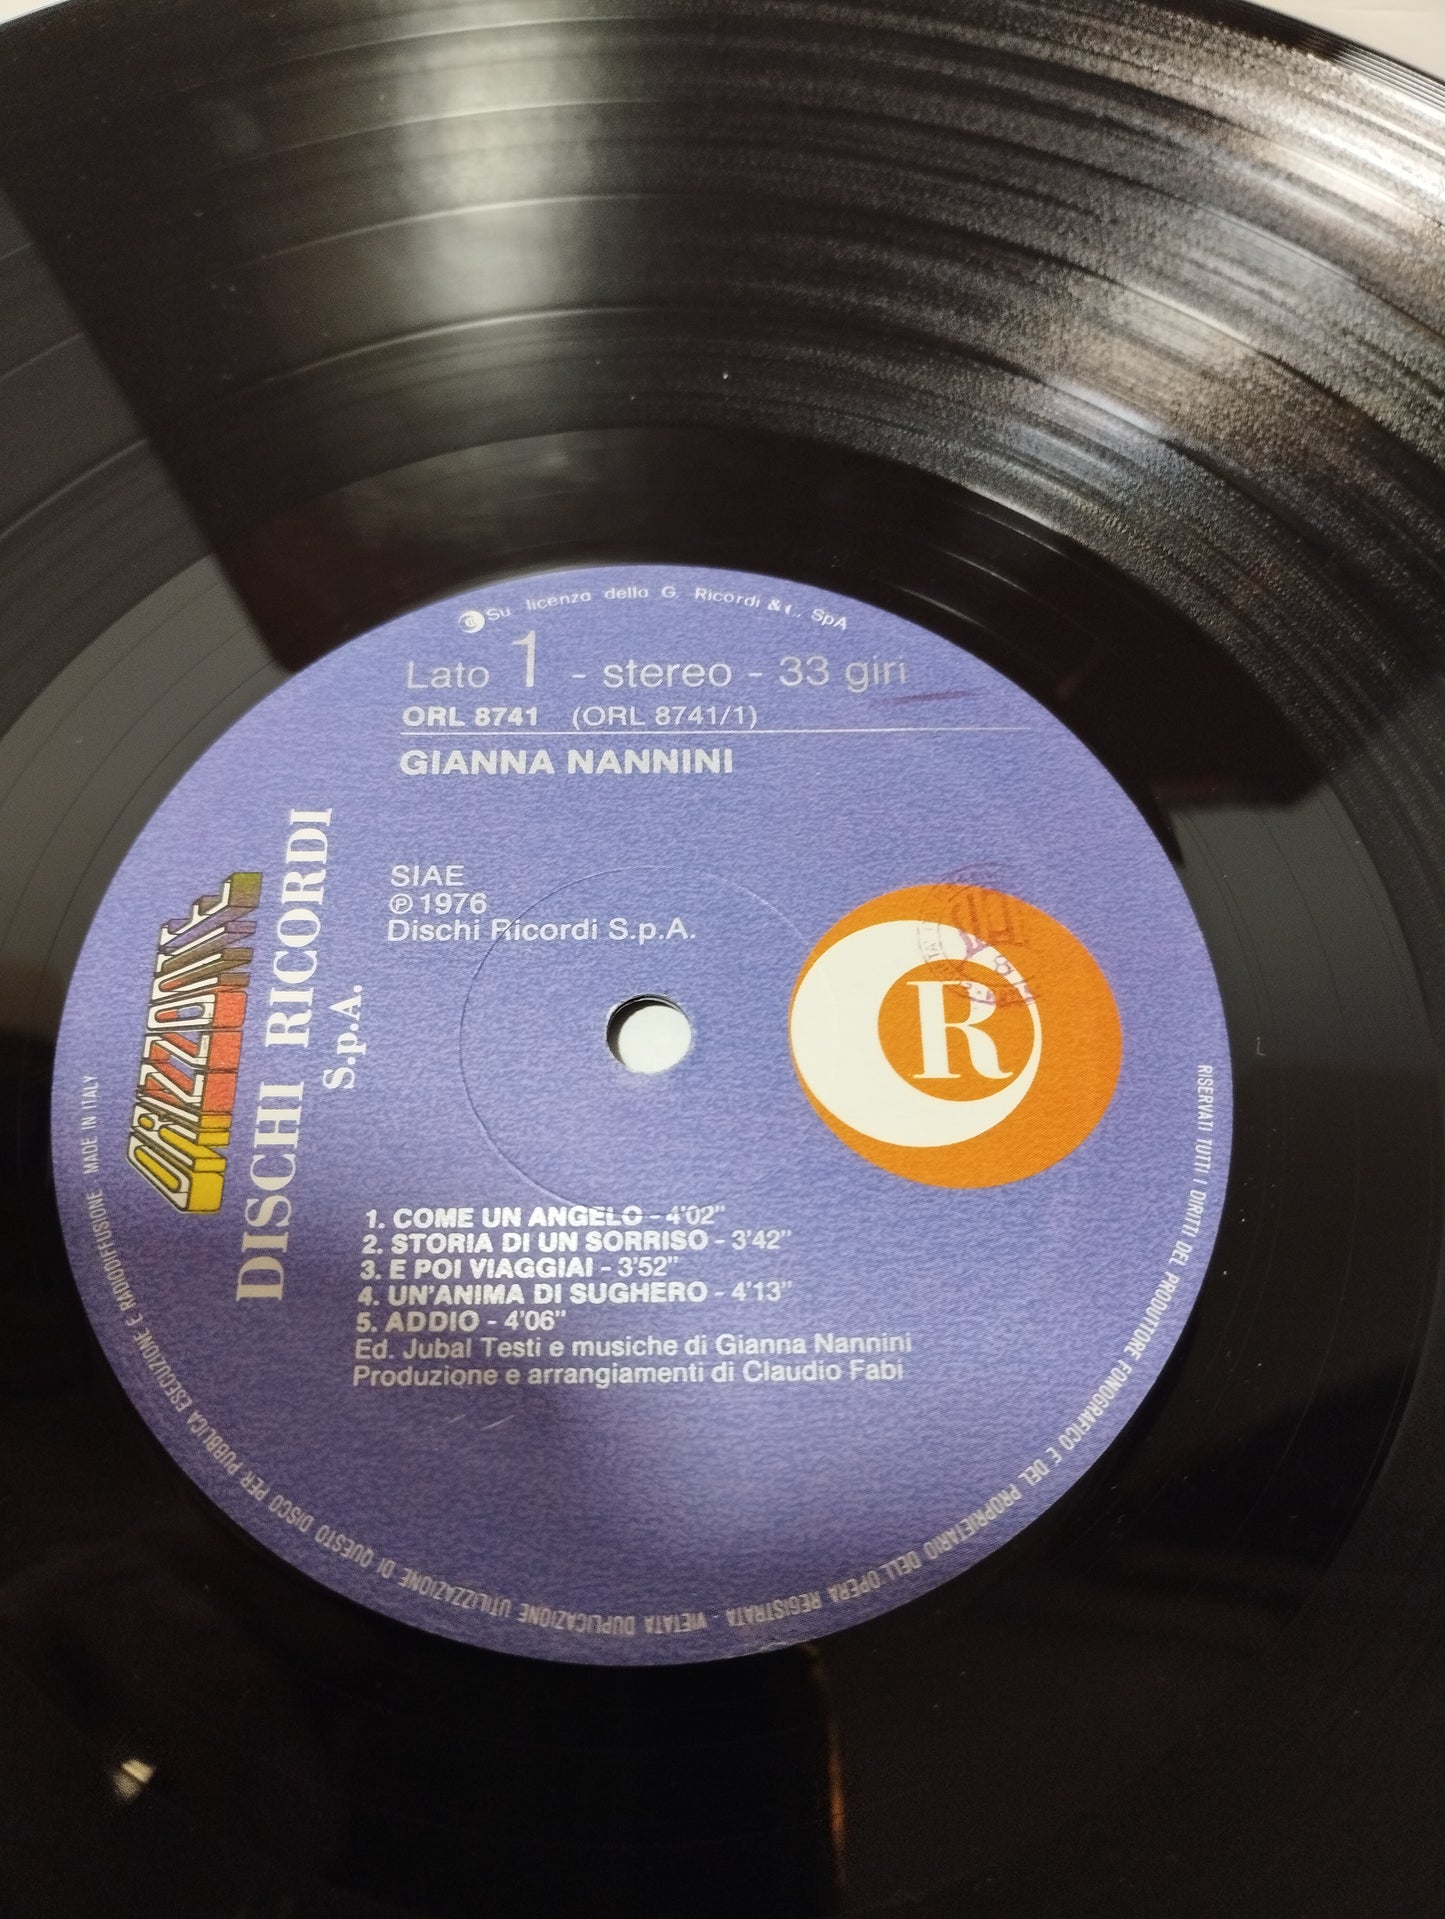 Su licenza della G. Ricordi & C. SpA
Lato 1 - stereo - 33 giri
ORL 8741 (ORL 8741/1)
GIANNA NANNINI
SIAE
℗ 1976
Dischi Ricordi S.p.A.
ORIZZONTE
DISCHI RICORDI
S.p.A.
R
1. COME UN ANGELO - 4'02"
2. STORIA DI UN SORRISO - 3'42"
3. E POI VIAGGIAI - 3'52"
4. UN'ANIMA DI SUGHERO - 4'13"
5. ADDIO - 4'06"
Ed. Jubal Testi e musiche di Gianna Nannini
Produzione e arrangiamenti di Claudio Fabi
RISERVATI TUTTI I DIRITTI DEL PRODUTTORE FONOGRAFICO E DEL PROPRIETARIO DELL'OPERA REGISTRATA - VIETATA DUPLICAZIONE UTILIZZAZIONE DI QUESTO DISCO PER PUBBLICA ESECUZIONE E RADIODIFFUSIONE MADE IN ITALY